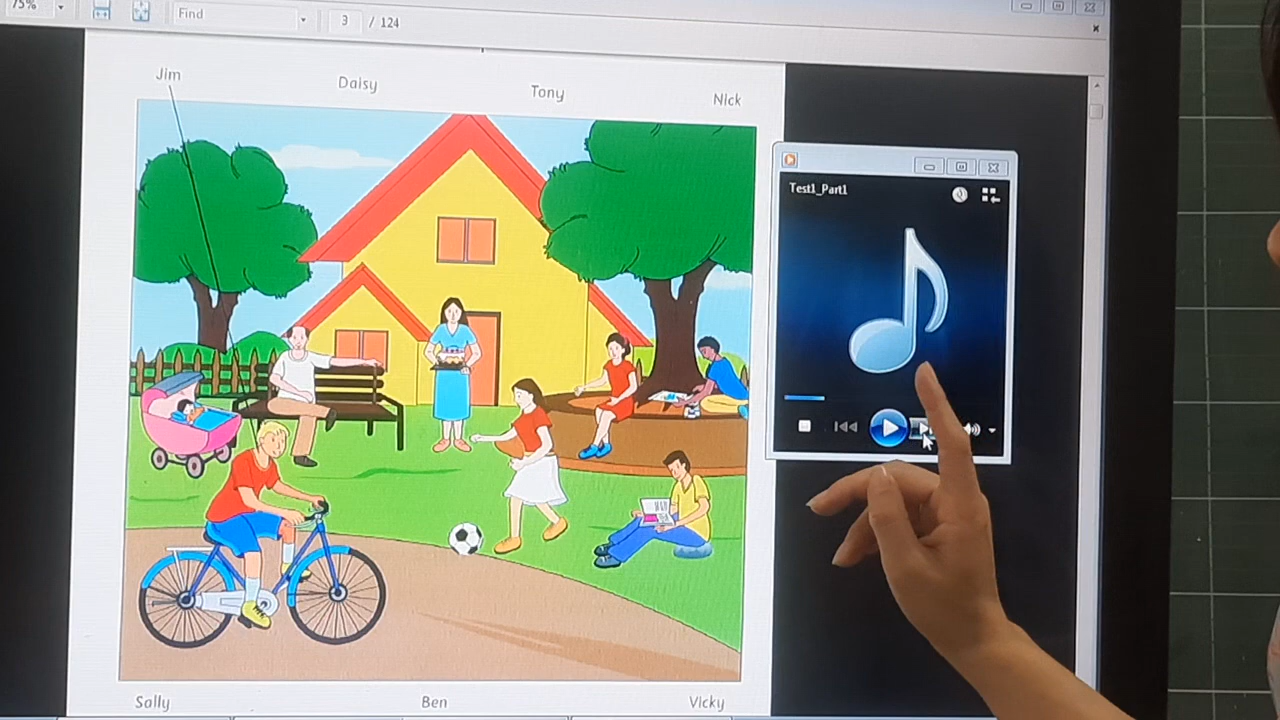 75%
Find
3 / 124
Jim Daisy Tony Nick
Test1_Part1
Sally Ben Vicky